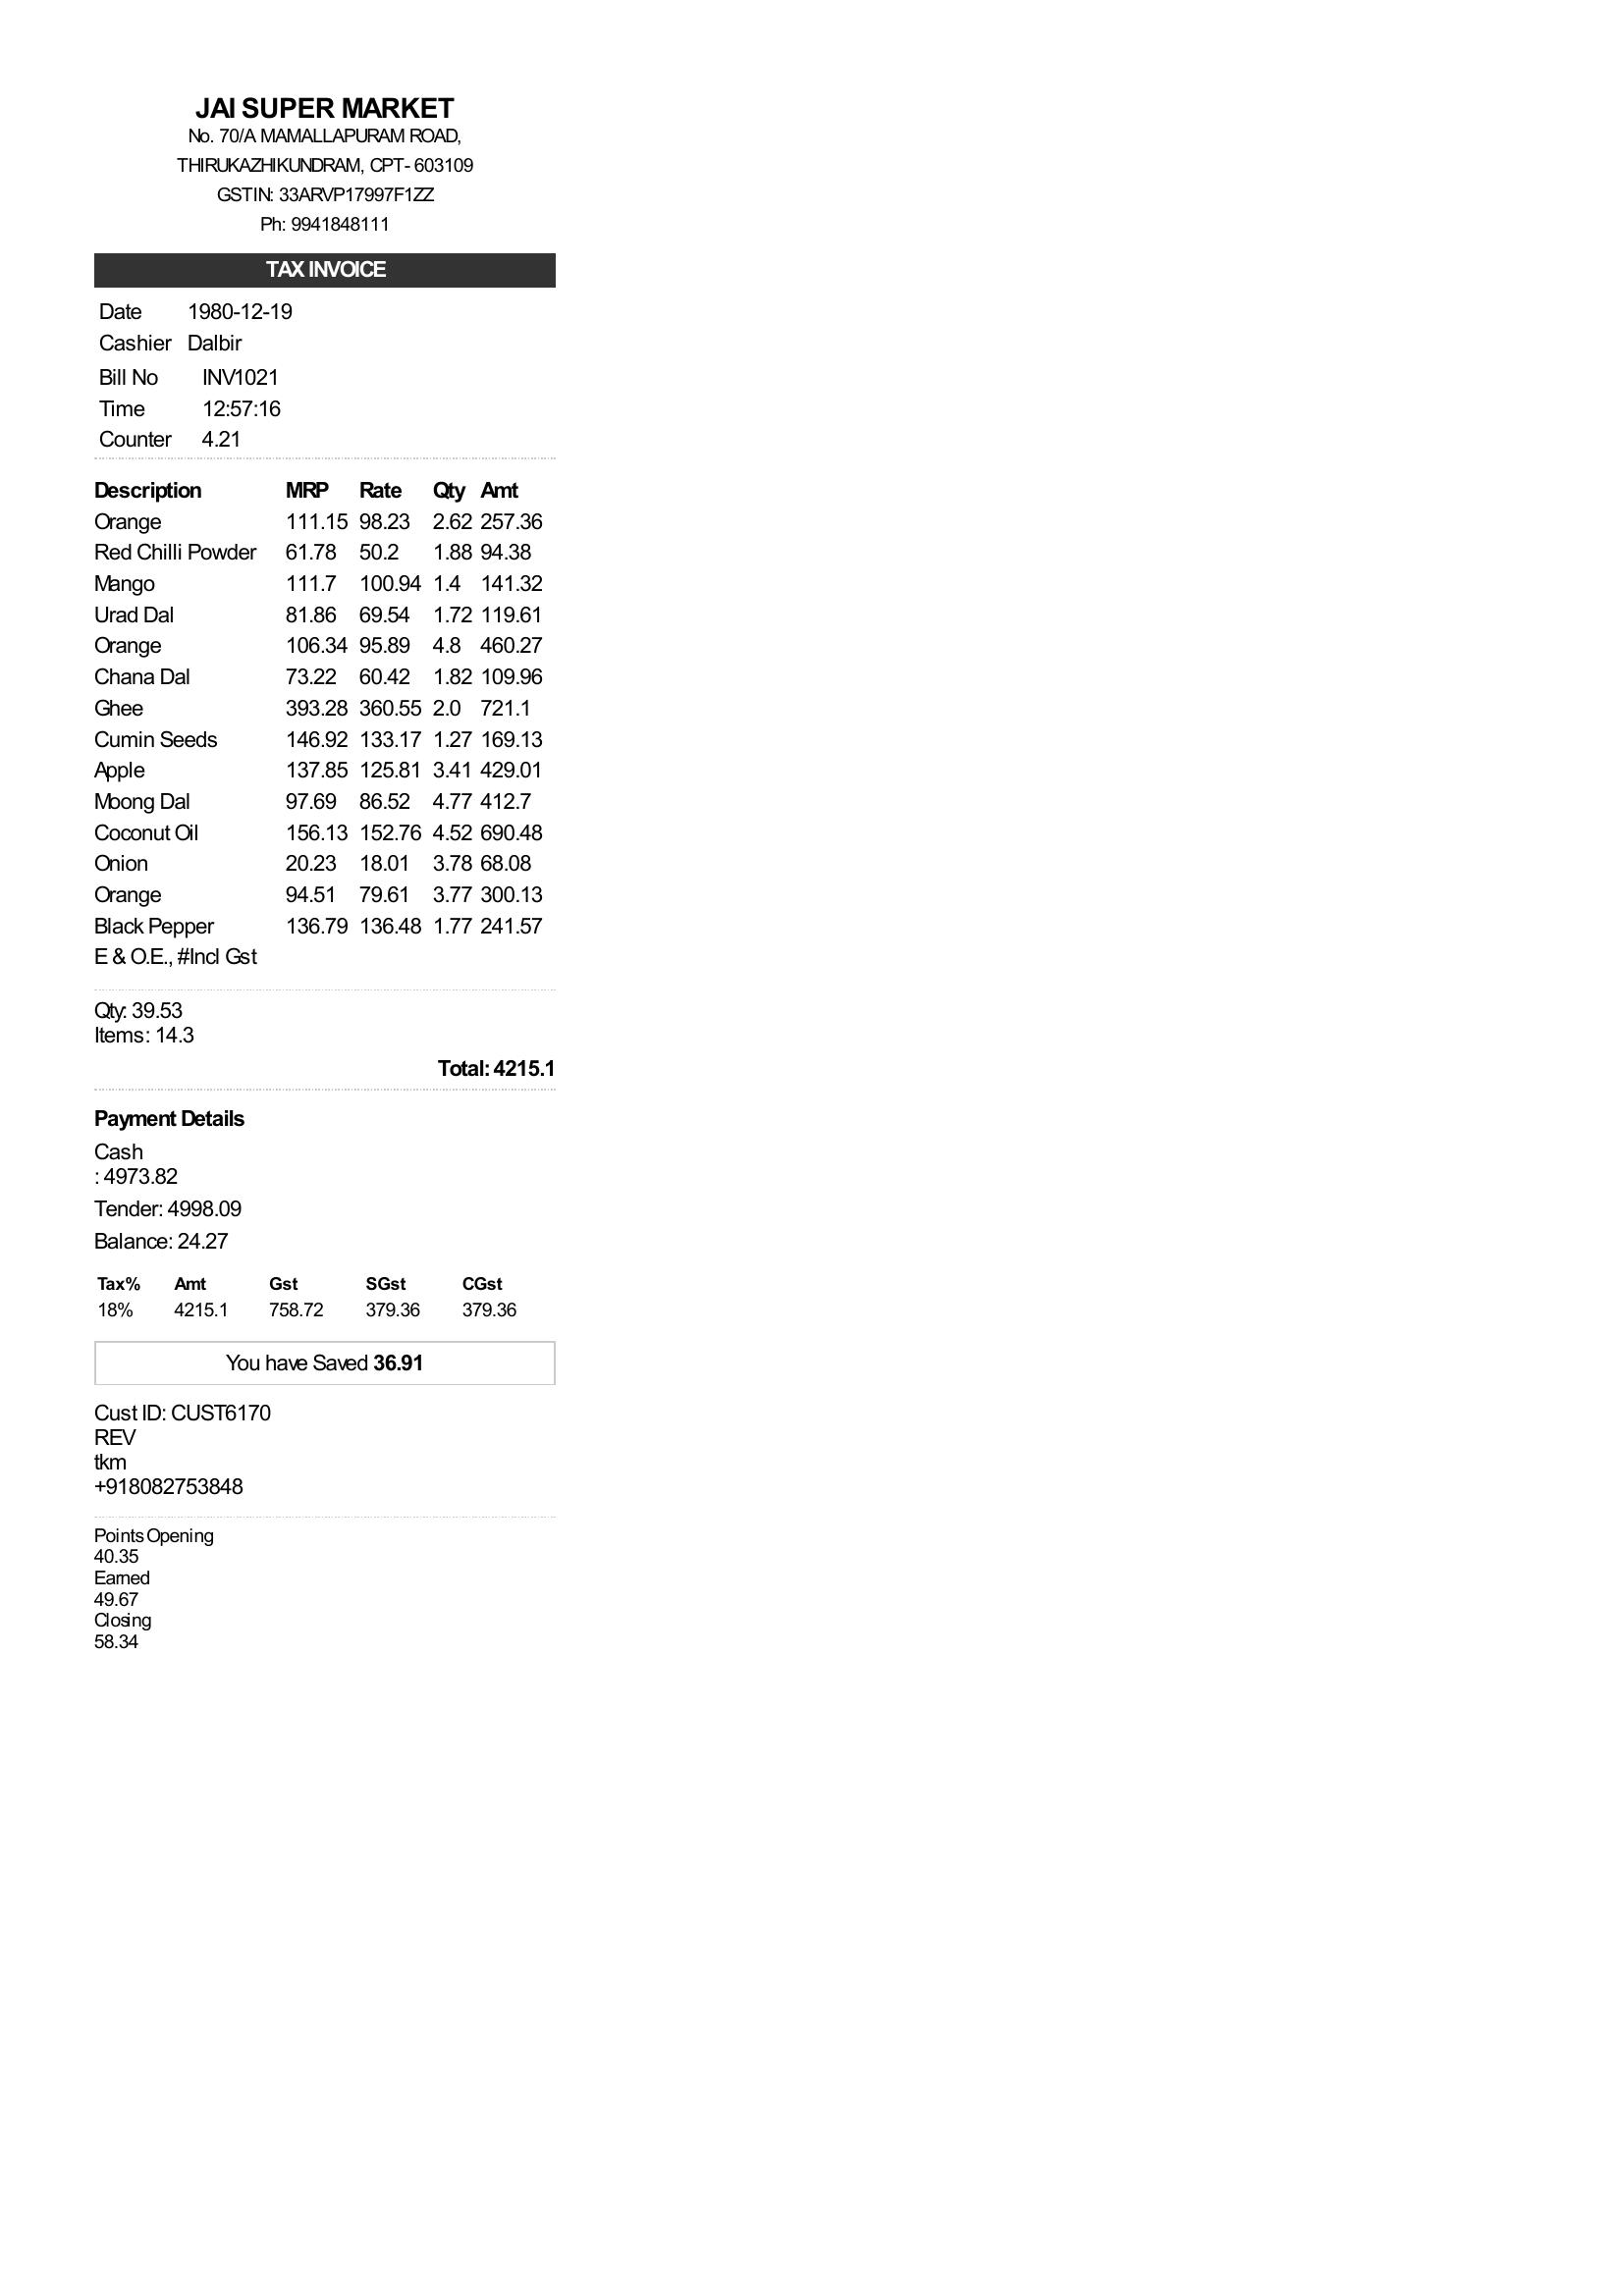 JAI SUPER MARKET
No. 70/A MAMALLAPURAM ROAD,
THIRUKAZHIKUNDRAM, CPT- 603109
GSTIN: 33ARVP17997F1ZZ
Ph: 9941848111
TAX INVOICE
Date 1980-12-19
Cashier Dalbir
Bill No INV1021
Time 12:57:16
Counter 4.21
Description MRP Rate Qty Amt
Orange 111.15 98.23 2.62 257.36
Red Chilli Powder 61.78 50.2 1.88 94.38
Mango 111.7 100.94 1.4 141.32
Urad Dal 81.86 69.54 1.72 119.61
Orange 106.34 95.89 4.8 460.27
Chana Dal 73.22 60.42 1.82 109.96
Ghee 393.28 360.55 2.0 721.1
Cumin Seeds 146.92 133.17 1.27 169.13
Apple 137.85 125.81 3.41 429.01
Moong Dal 97.69 86.52 4.77 412.7
Coconut Oil 156.13 152.76 4.52 690.48
Onion 20.23 18.01 3.78 68.08
Orange 94.51 79.61 3.77 300.13
Black Pepper 136.79 136.48 1.77 241.57
E & O.E., #Incl Gst
Qty: 39.53
Items: 14.3
Total: 4215.1
Payment Details
Cash
: 4973.82
Tender: 4998.09
Balance: 24.27
Tax% Amt Gst SGst CGst
18% 4215.1 758.72 379.36 379.36
You have Saved 36.91
Cust ID: CUST6170
REV
tkm
+918082753848
Points Opening
40.35
Earned
49.67
Closing
58.34